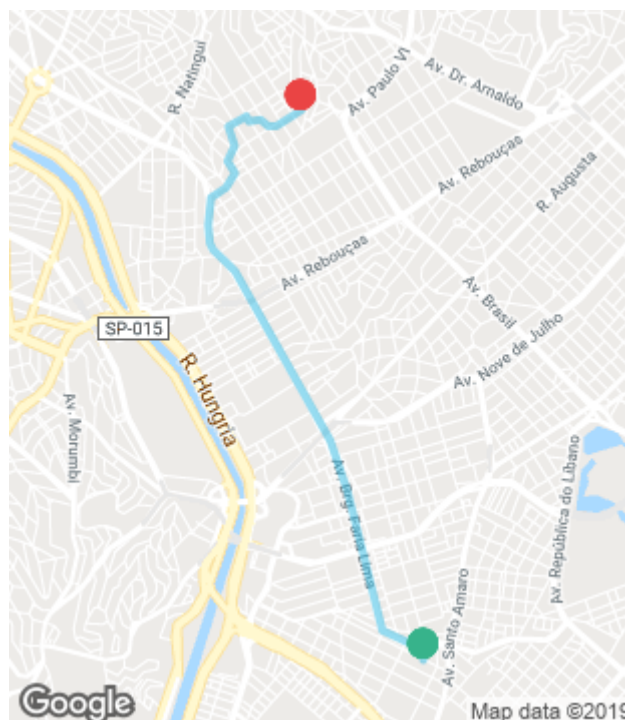 R. Natingui
Av. Paulo VI
Av. Dr. Arnaldo
Av. Rebouças
R. Augusta
Av. Rebouças
Av. Brasil
SP-015
Av. Nove de Julho
R. Hungria
Av. Morumbi
Av. Brg. Faria Lima
Av. República do Líbano
Av. Santo Amaro
Google
Map data ©2019